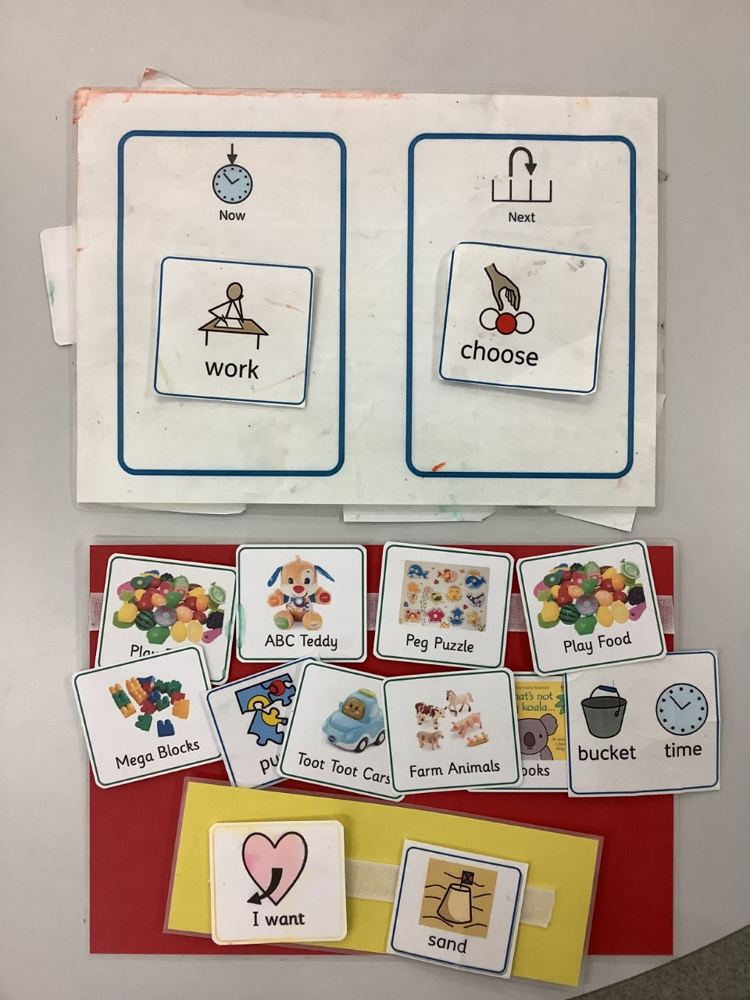 Now
Next
work
choose
ABC Teddy
Peg Puzzle
Play Food
Mega Blocks
Toot Toot Cars
Farm Animals
koala...
bucket time
I want
sand